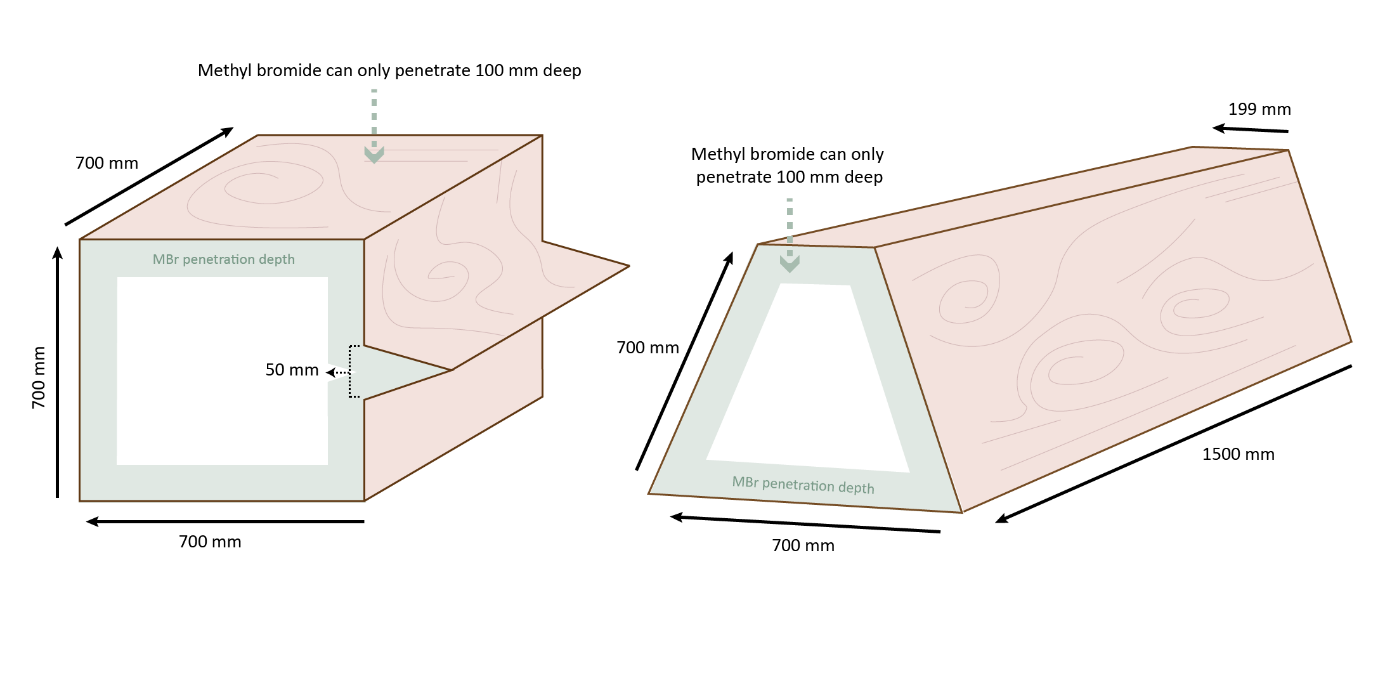 Methyl bromide can only penetrate 100 mm deep
700 mm
MBr penetration depth
700 mm
50 mm
700 mm
199 mm
Methyl bromide can only
penetrate 100 mm deep
700 mm
MBr penetration depth
700 mm
1500 mm